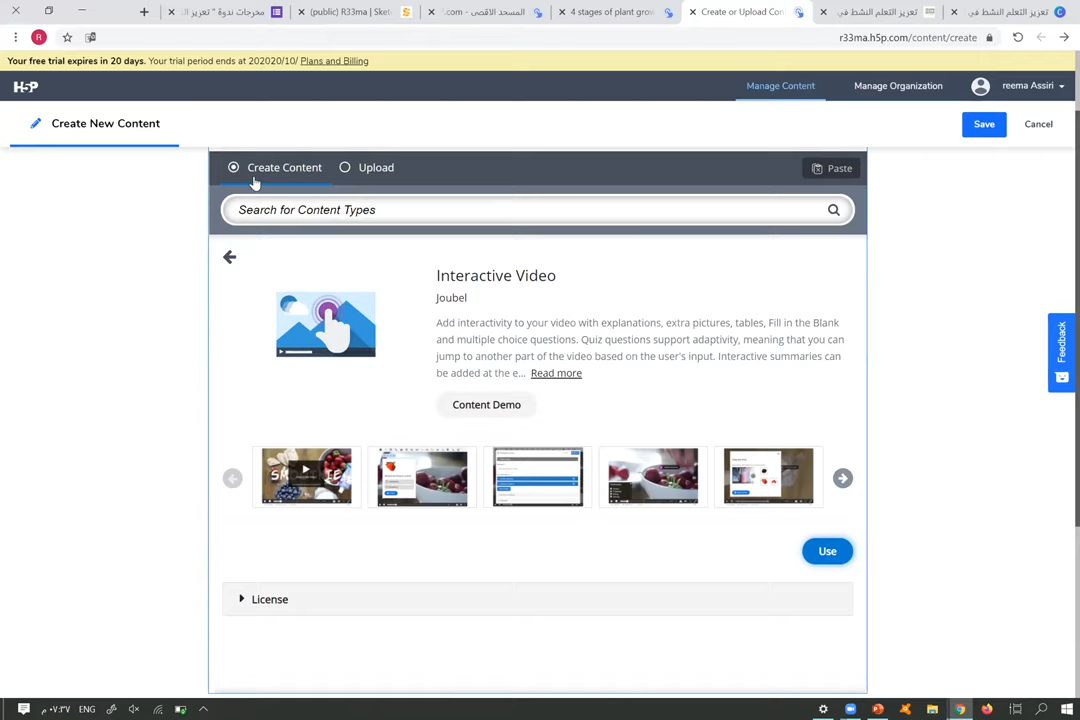 مخرجات ندوة " تعزيز الت
(public) R33ma | Sket
المسجد الاقصى - com.
4 stages of plant grow
Create or Upload Con
تعزيز التعلم النشط في
تعزيز التعلم النشط في
R
r33ma.h5p.com/content/create
Your free trial expires in 20 days. Your trial period ends at 202020/10/ Plans and Billing
H5P
Manage Content
Manage Organization
reema Assiri
Create New Content
Save
Cancel
Create Content
Upload
Paste
Search for Content Types
Interactive Video
Joubel
Add interactivity to your video with explanations, extra pictures, tables, Fill in the Blank
and multiple choice questions. Quiz questions support adaptivity, meaning that you can
jump to another part of the video based on the user's input. Interactive summaries can
be added at the e... Read more
Content Demo
Feedback
Use
License
٠٧:٣٧ م
ENG